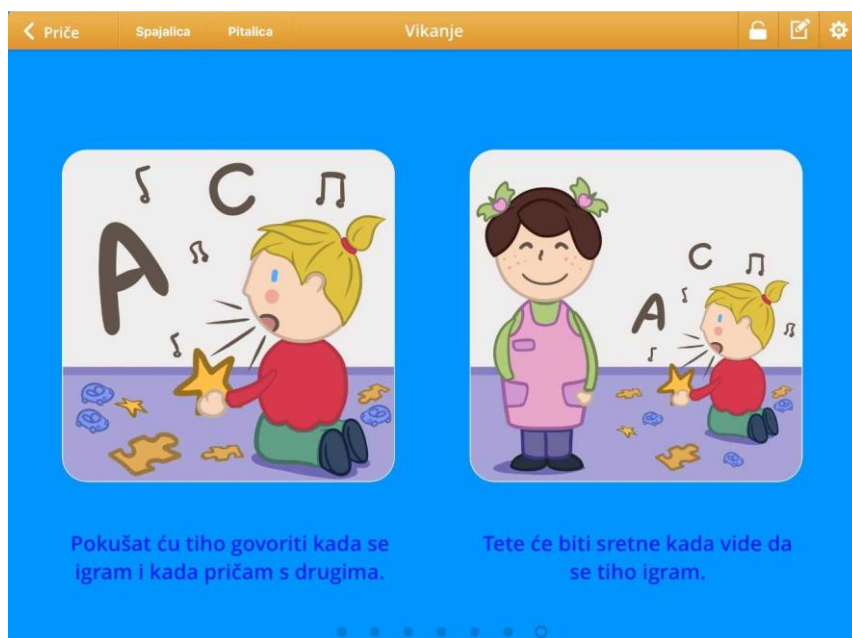 Priče Spajalica Pitalica Vikanje
A C
A C
Pokušat ću tiho govoriti kada se
igram i kada pričam s drugima.
Tete će biti sretne kada vide da
se tiho igram.